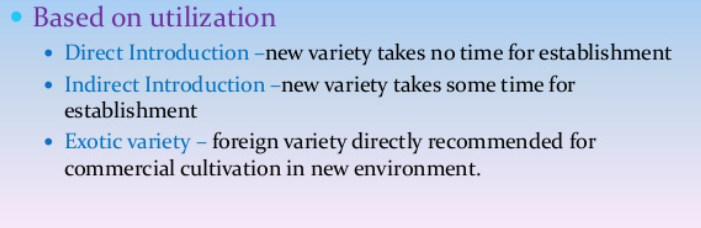 • Based on utilization
• Direct Introduction –new variety takes no time for establishment
• Indirect Introduction –new variety takes some time for
establishment
• Exotic variety – foreign variety directly recommended for
commercial cultivation in new environment.